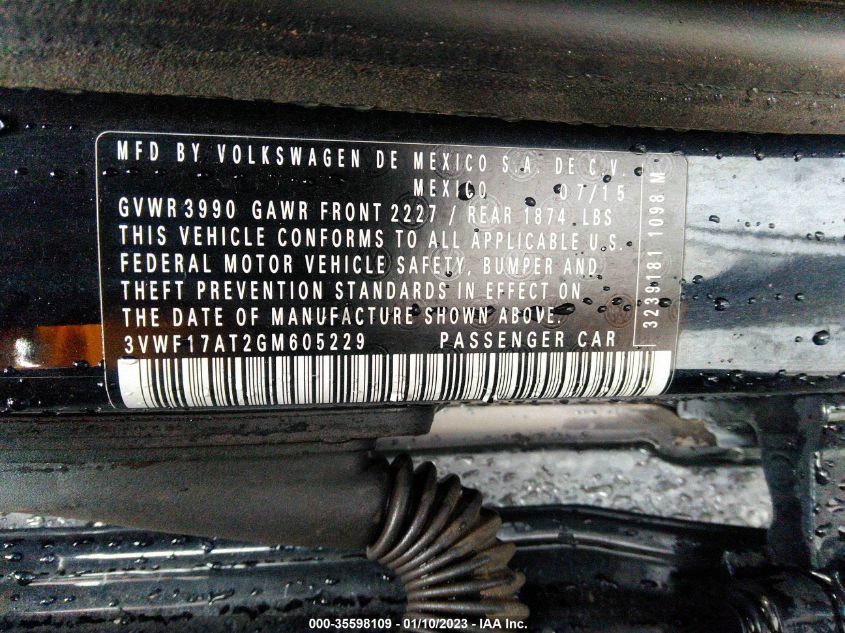 MFD BY VOLKSWAGEN DE MEXICO S.A. DE C.V.
MEXICO 07/15
GVWR 3990 GAWR FRONT 2227 / REAR 1874 LBS
THIS VEHICLE CONFORMS TO ALL APPLICABLE U.S.
FEDERAL MOTOR VEHICLE SAFETY, BUMPER AND
THEFT PREVENTION STANDARDS IN EFFECT ON
THE DATE OF MANUFACTURE SHOWN ABOVE.
3VWF17AT2GM605229 PASSENGER CAR
3239181 1098 M
000-35598109 - 01/10/2023 - IAA Inc.